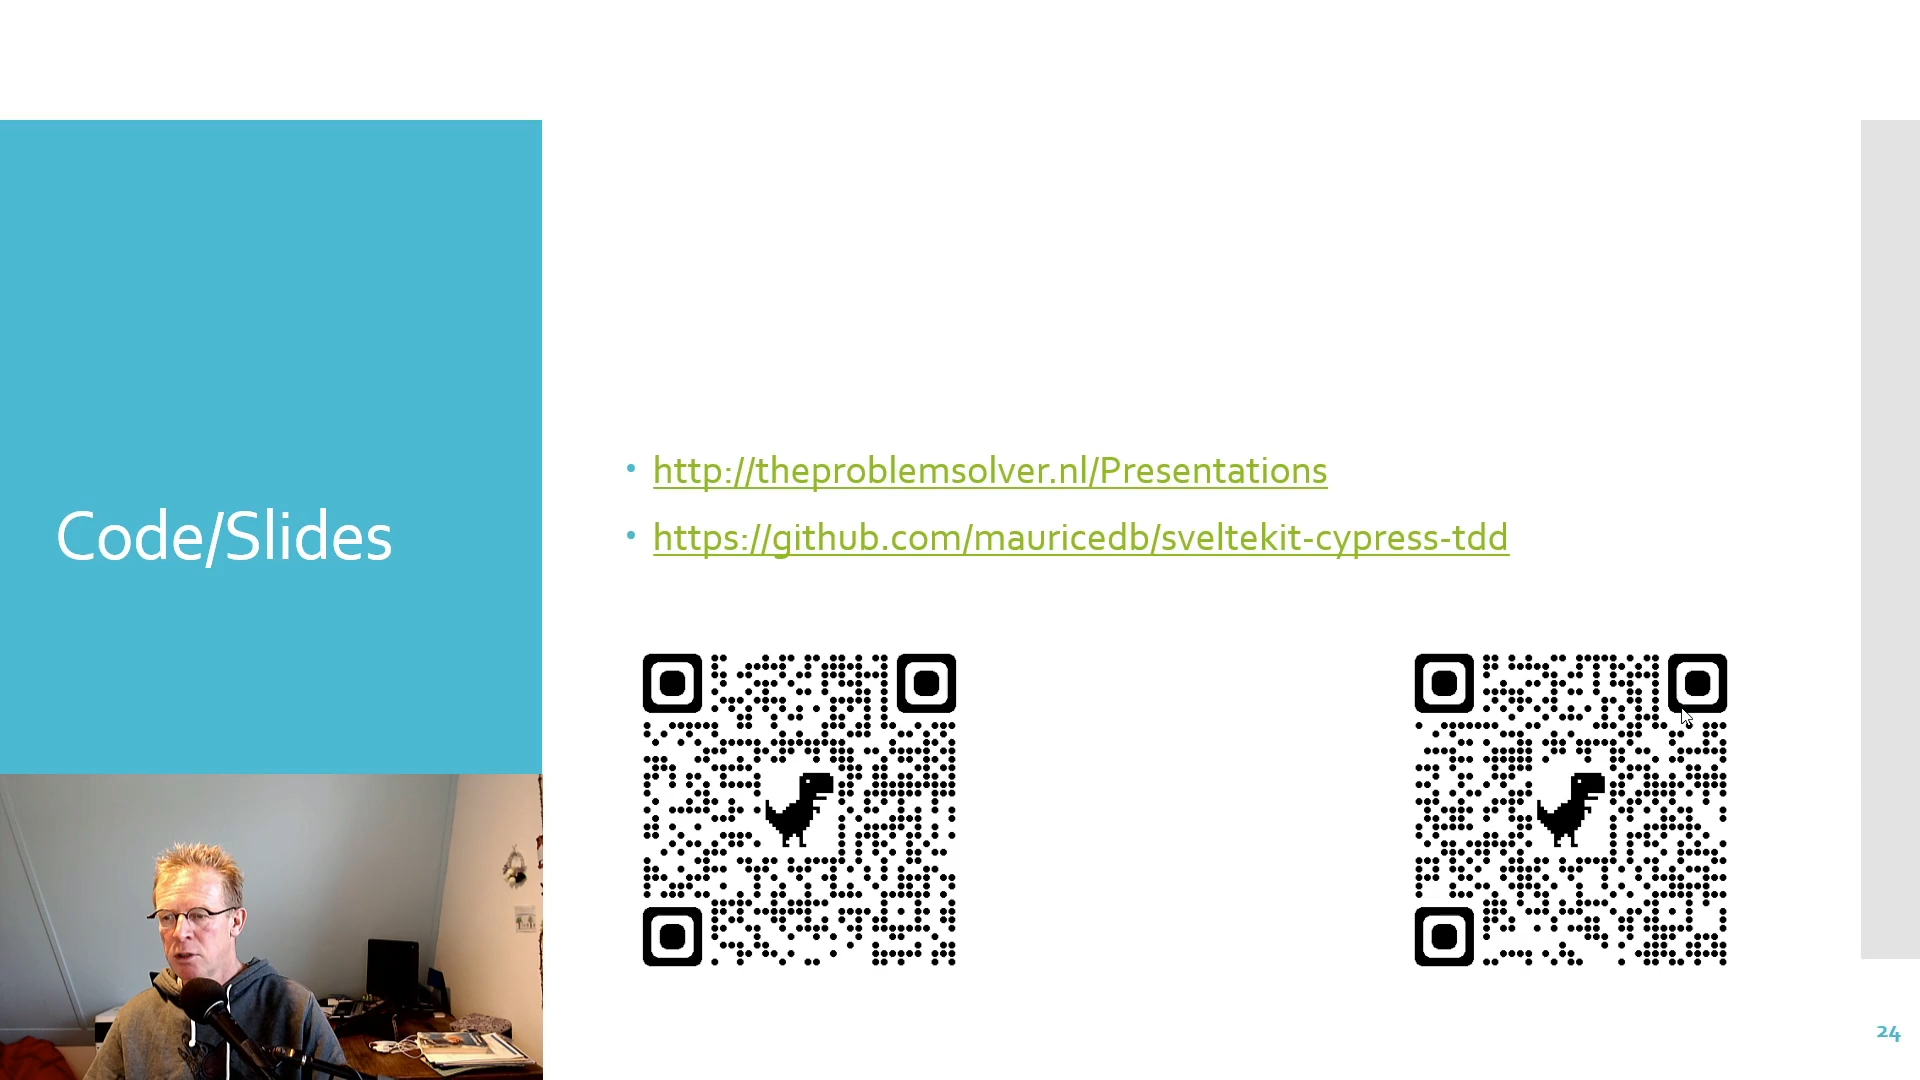 Code/Slides
http://theproblemsolver.nl/Presentations
https://github.com/mauricedb/sveltekit-cypress-tdd
24